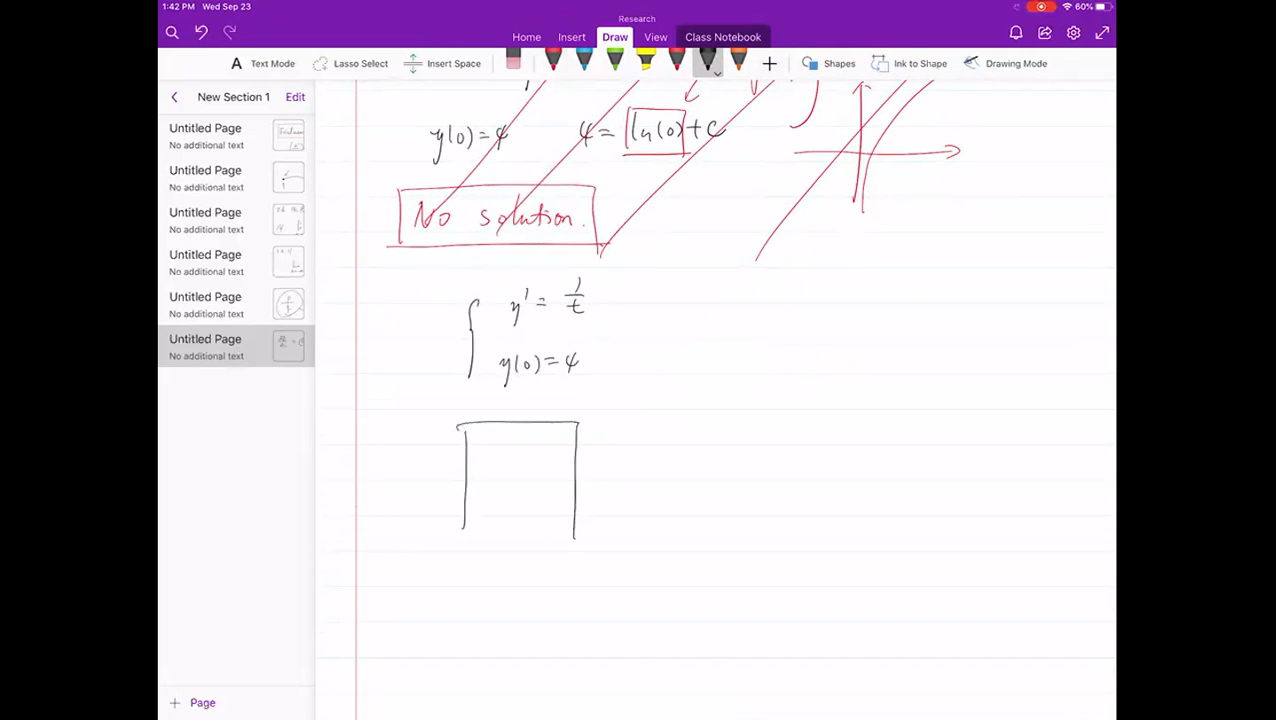 1:42 PM Wed Sep 23
60%
Research
Home Insert Draw View Class Notebook
Text Mode Lasso Select Insert Space Shapes Ink to Shape Drawing Mode
New Section 1 Edit
Untitled Page
No additional text
Untitled Page
No additional text
Untitled Page
No additional text
Untitled Page
No additional text
Untitled Page
No additional text
Untitled Page
No additional text
+ Page
y(0)=4 4= ln(0)+C
No solution.
y' = 1/t
y(0)=4